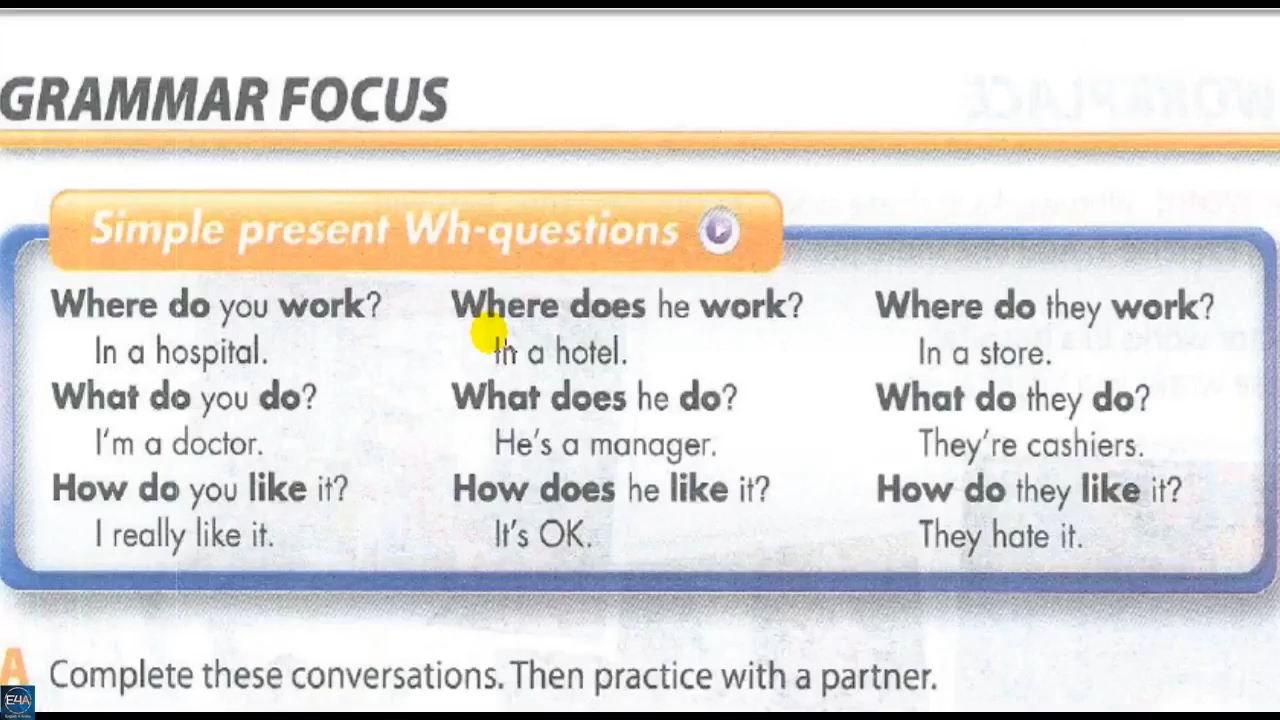 GRAMMAR FOCUS
Simple present Wh-questions
Where do you work?
In a hospital.
What do you do?
I'm a doctor.
How do you like it?
I really like it.
Where does he work?
In a hotel.
What does he do?
He's a manager.
How does he like it?
It's OK.
Where do they work?
In a store.
What do they do?
They're cashiers.
How do they like it?
They hate it.
A Complete these conversations. Then practice with a partner.
E4A